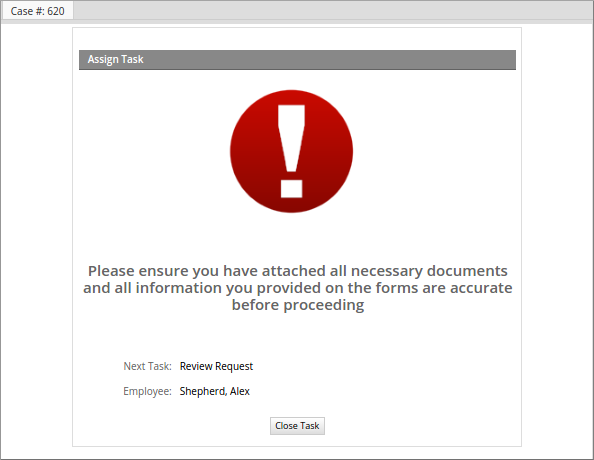 Case #: 620
Assign Task
Please ensure you have attached all necessary documents
and all information you provided on the forms are accurate
before proceeding
Next Task: Review Request
Employee: Shepherd, Alex
Close Task